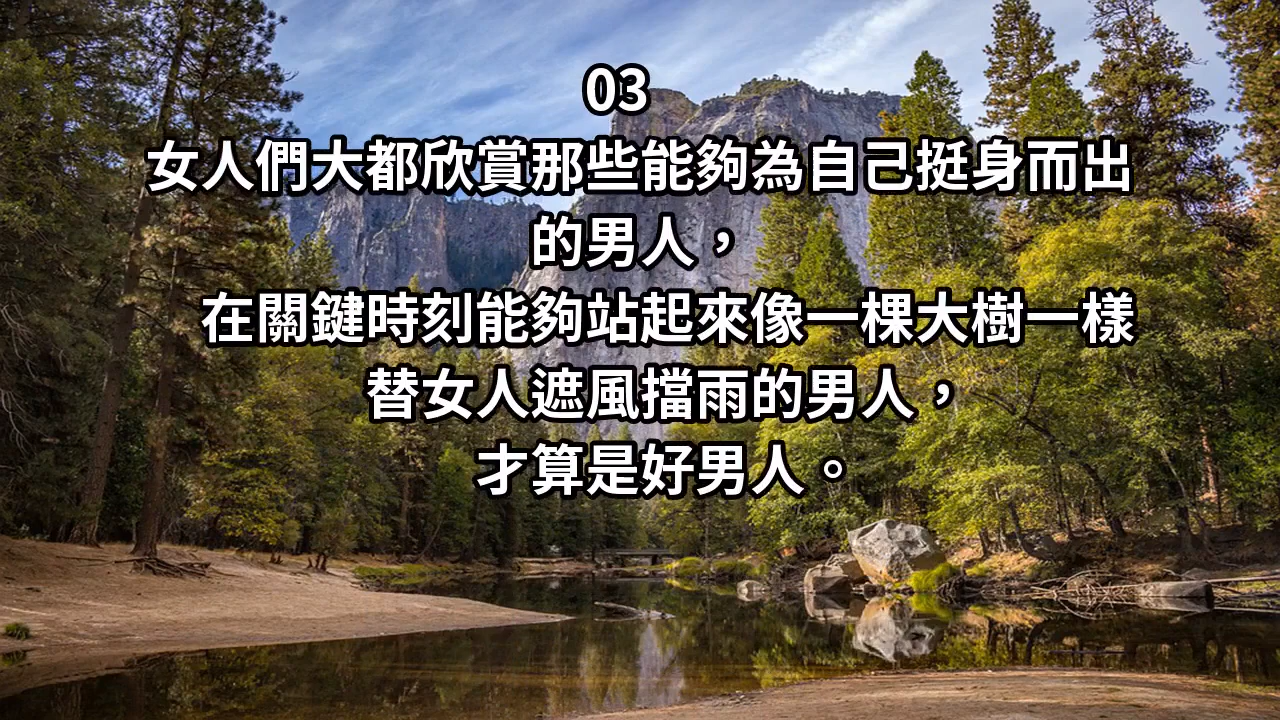 03
女人們大都欣賞那些能夠為自己挺身而出
的男人，
在關鍵時刻能夠站起來像一棵大樹一樣
替女人遮風擋雨的男人，
才算是好男人。